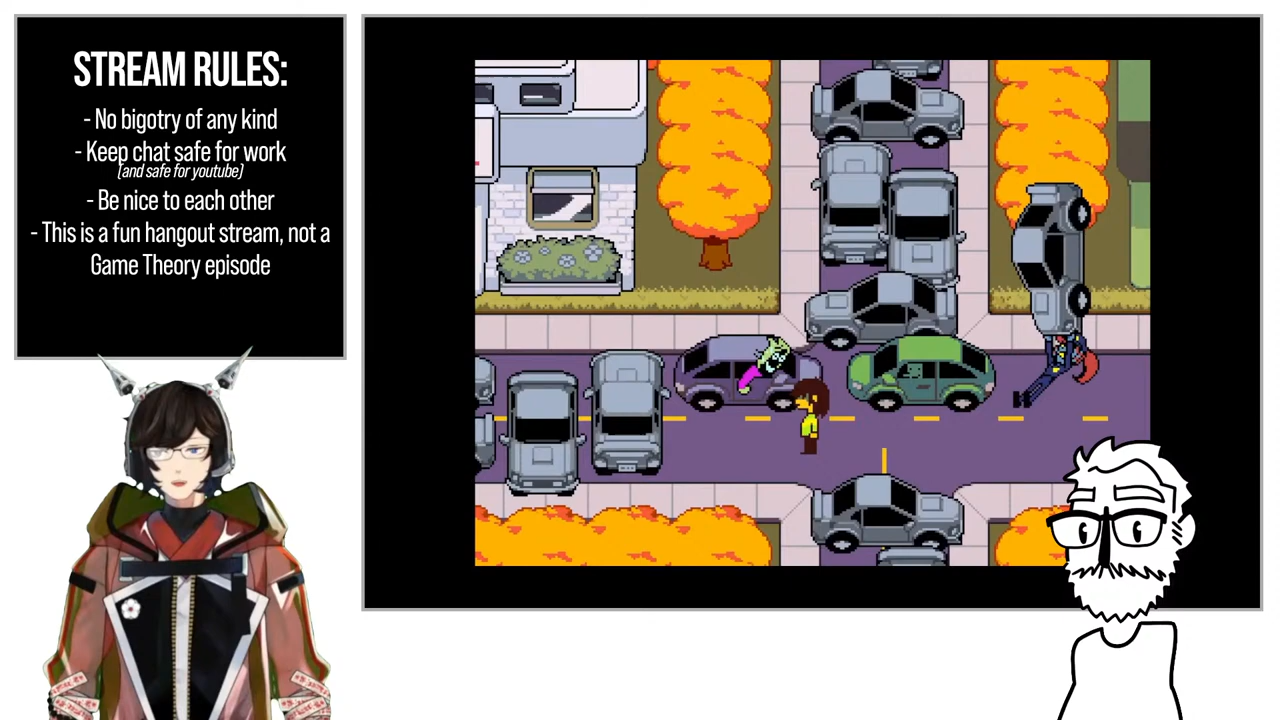 STREAM RULES:
- No bigotry of any kind
- Keep chat safe for work
[and safe for youtube]
- Be nice to each other
- This is a fun hangout stream, not a
Game Theory episode